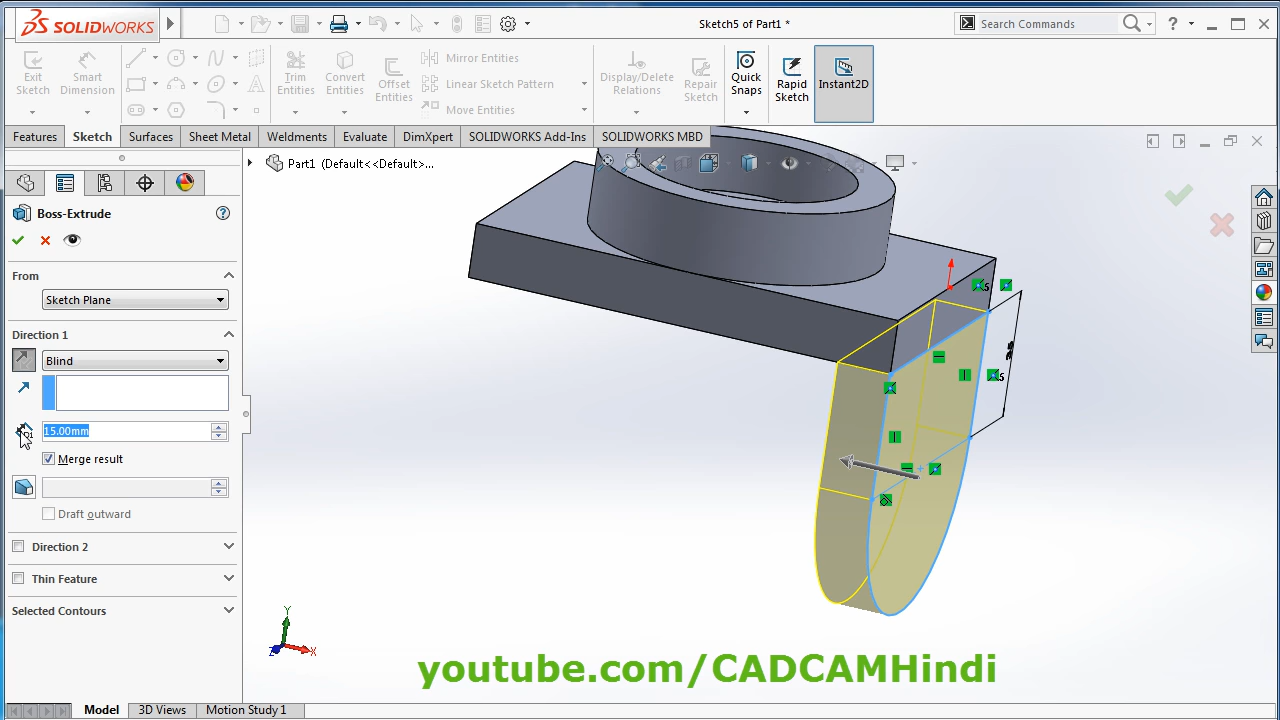 SOLIDWORKS
Sketch5 of Part1 *
Search Commands
?
Exit Sketch
Smart Dimension
Trim Entities
Convert Entities
Offset Entities
Mirror Entities
Linear Sketch Pattern
Move Entities
Display/Delete Relations
Repair Sketch
Quick Snaps
Rapid Sketch
Instant2D
Features
Sketch
Surfaces
Sheet Metal
Weldments
Evaluate
DimXpert
SOLIDWORKS Add-Ins
SOLIDWORKS MBD
Part1 (Default<<Default>...
Boss-Extrude
From
Sketch Plane
Direction 1
Blind
15.00mm
Merge result
Draft outward
Direction 2
Thin Feature
Selected Contours
Y
X
Z
youtube.com/CADCAMHindi
Model
3D Views
Motion Study 1